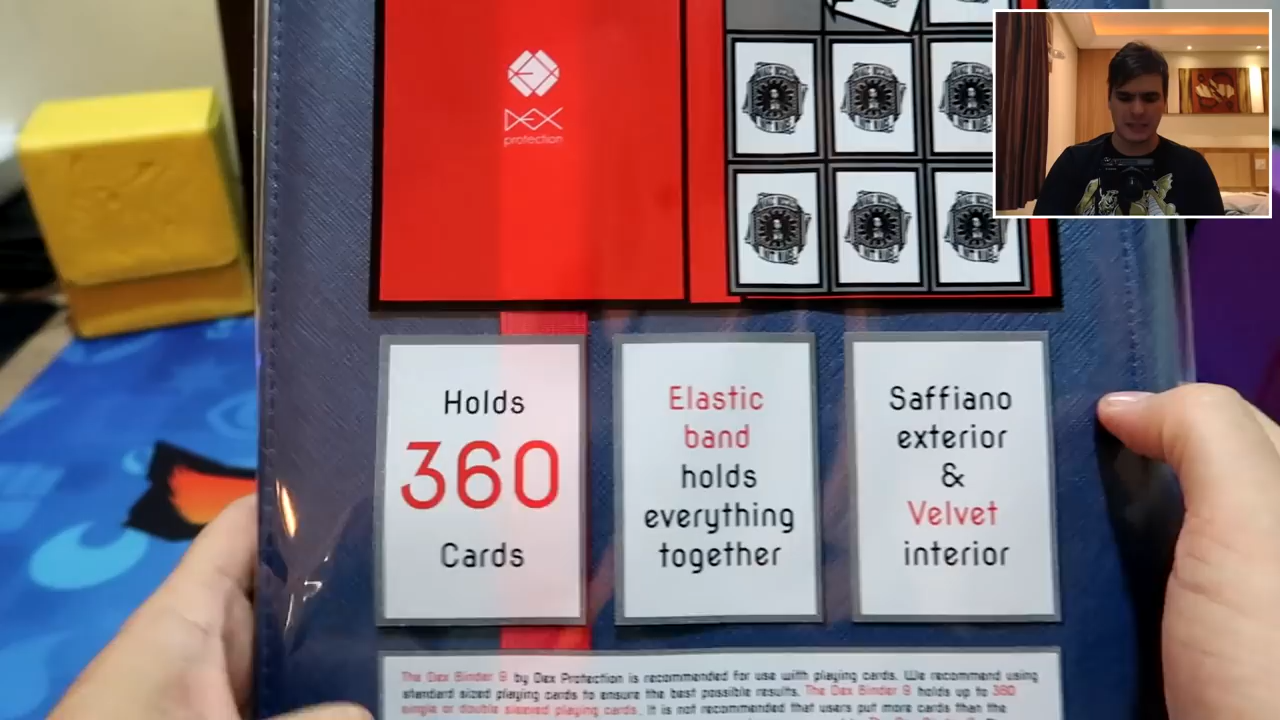 DEX
protection
Holds
360
Cards
Elastic
band
holds
everything
together
Saffiano
exterior
&
Velvet
interior
The Dex Binder 9 by Dex Protection is recommended for use with playing cards. We recommend using
standard sized playing cards to ensure the best possible results. The Dex Binder 9 holds up to 360
single or double sleeved playing cards. It is not recommended that users put more cards than the